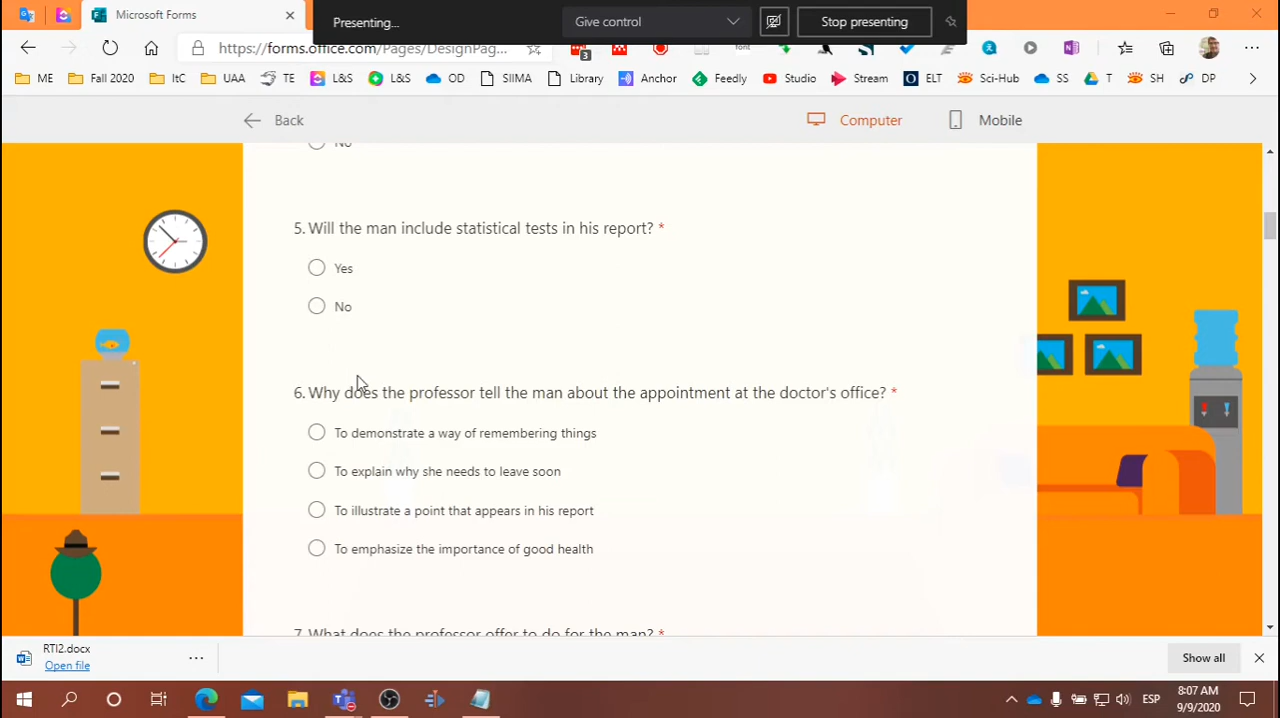 Microsoft Forms
Presenting...
Give control
Stop presenting
https://forms.office.com/Pages/DesignPag...
3
font
ME
Fall 2020
ItC
UAA
TE
L&S
L&S
OD
SIIMA
Library
Anchor
Feedly
Studio
Stream
ELT
Sci-Hub
SS
T
SH
DP
Back
Computer
Mobile
No
5. Will the man include statistical tests in his report? *
Yes
No
6. Why does the professor tell the man about the appointment at the doctor's office? *
To demonstrate a way of remembering things
To explain why she needs to leave soon
To illustrate a point that appears in his report
To emphasize the importance of good health
7. What does the professor offer to do for the man? *
RTI2.docx
Open file
Show all
ESP
8:07 AM
9/9/2020